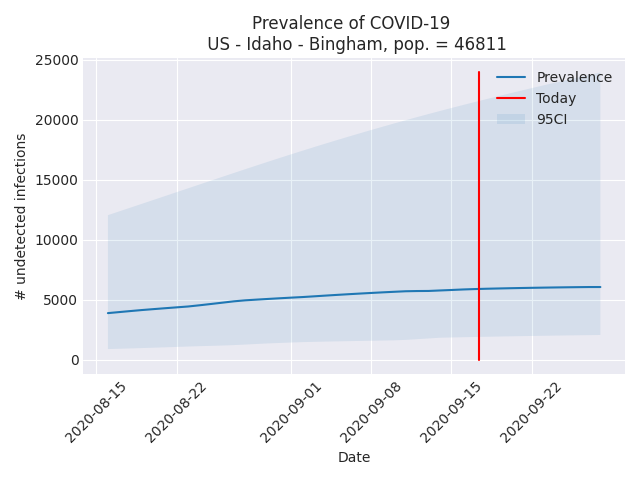 Prevalence of COVID-19
US - Idaho - Bingham, pop. = 46811
25000
20000
15000
10000
5000
0
# undetected infections
Prevalence
Today
95CI
2020-08-15
2020-08-22
2020-09-01
2020-09-08
2020-09-15
2020-09-22
Date